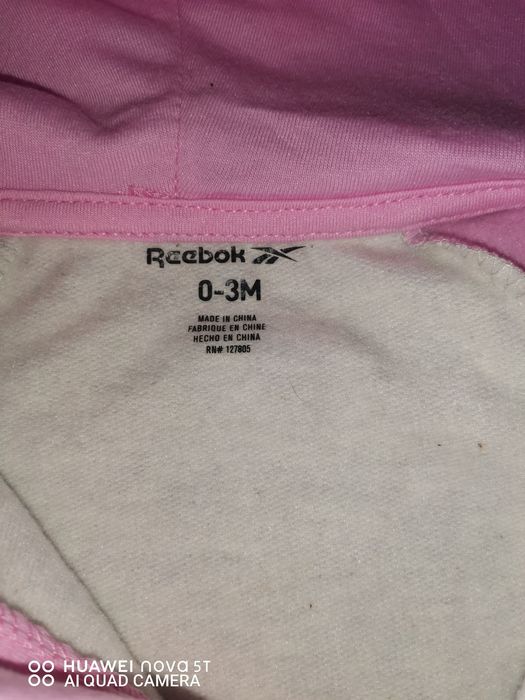 Reebok
0-3M
MADE IN CHINA
FABRIQUE EN CHINE
HECHO EN CHINA
RN# 127805
HUAWEI nova 5T
AI QUAD CAMERA